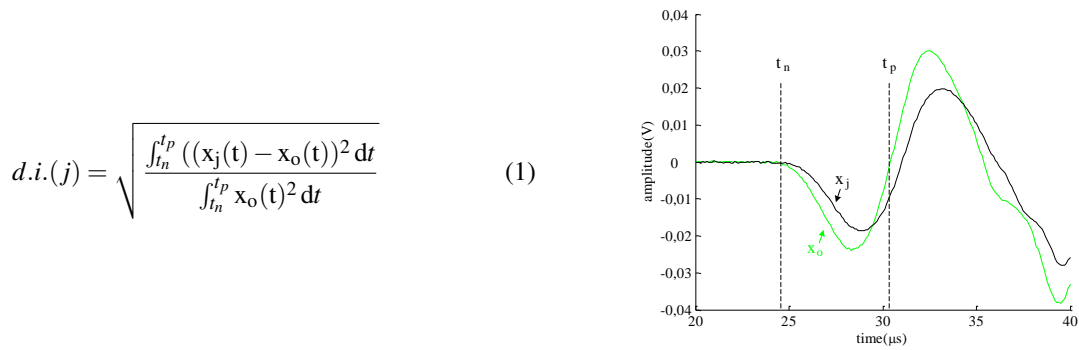 d.i.(j) = √( ∫_{t_n}^{t_p} ((x_j(t) − x_o(t))² dt / ∫_{t_n}^{t_p} x_o(t)² dt ) (1)
0,04
0,03
0,02
0,01
0
-0,01
-0,02
-0,03
-0,04
amplitude(V)
t_n
t_p
x_j
x_o
20 25 30 35 40
time(μs)